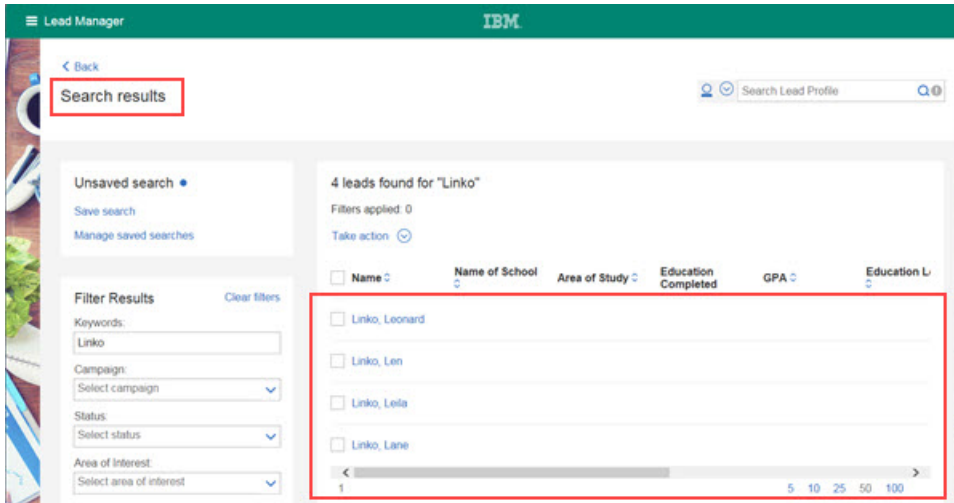 Lead Manager
IBM
Back
Search results
Search Lead Profile
Unsaved search
Save search
Manage saved searches
Filter Results Clear filters
Keywords:
Linko
Campaign:
Select campaign
Status:
Select status
Area of Interest:
Select area of interest
4 leads found for "Linko"
Filters applied: 0
Take action
Name Name of School Area of Study Education Completed GPA Education L
Linko, Leonard
Linko, Len
Linko, Leila
Linko, Lane
1 5 10 25 50 100